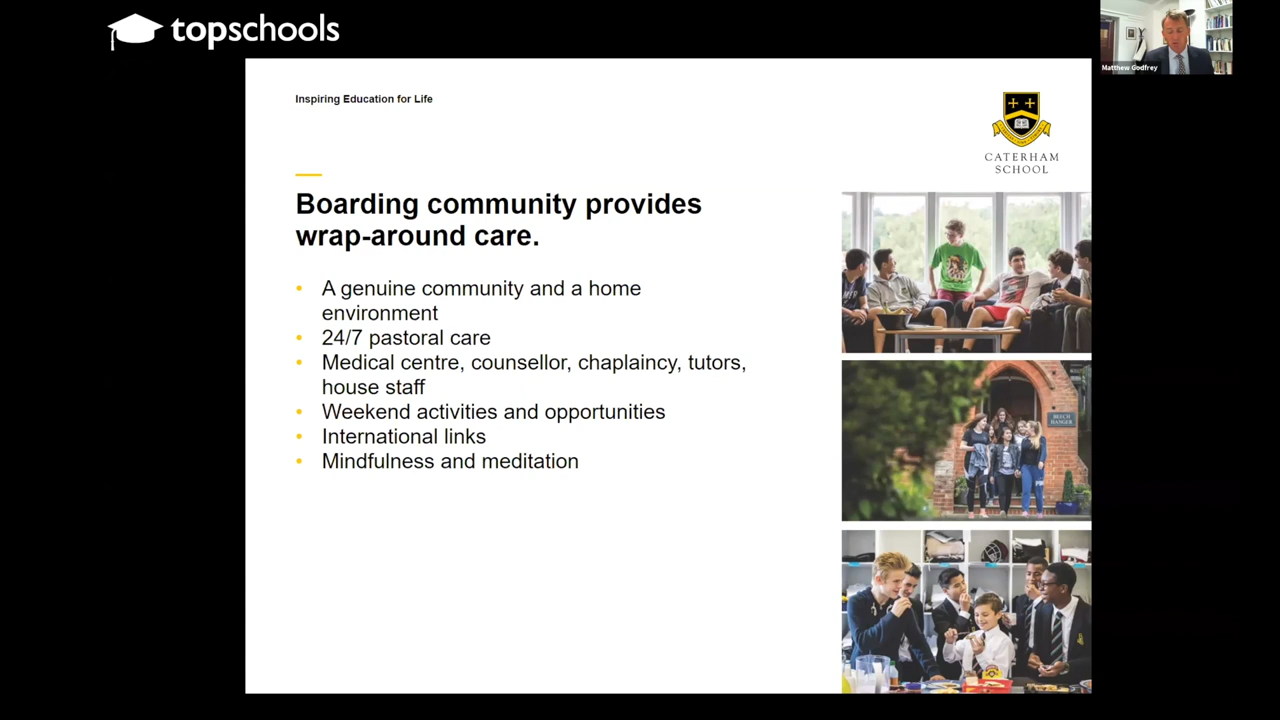 topschools
Matthew Godfrey
Inspiring Education for Life
CATERHAM
SCHOOL
Boarding community provides
wrap-around care.
• A genuine community and a home
environment
• 24/7 pastoral care
• Medical centre, counsellor, chaplaincy, tutors,
house staff
• Weekend activities and opportunities
• International links
• Mindfulness and meditation
BEECH
HANGER